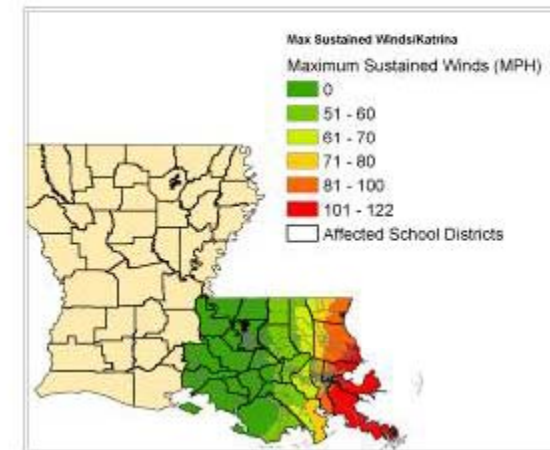 Max Sustained Winds/Katrina
Maximum Sustained Winds (MPH)
0
51 - 60
61 - 70
71 - 80
81 - 100
101 - 122
Affected School Districts